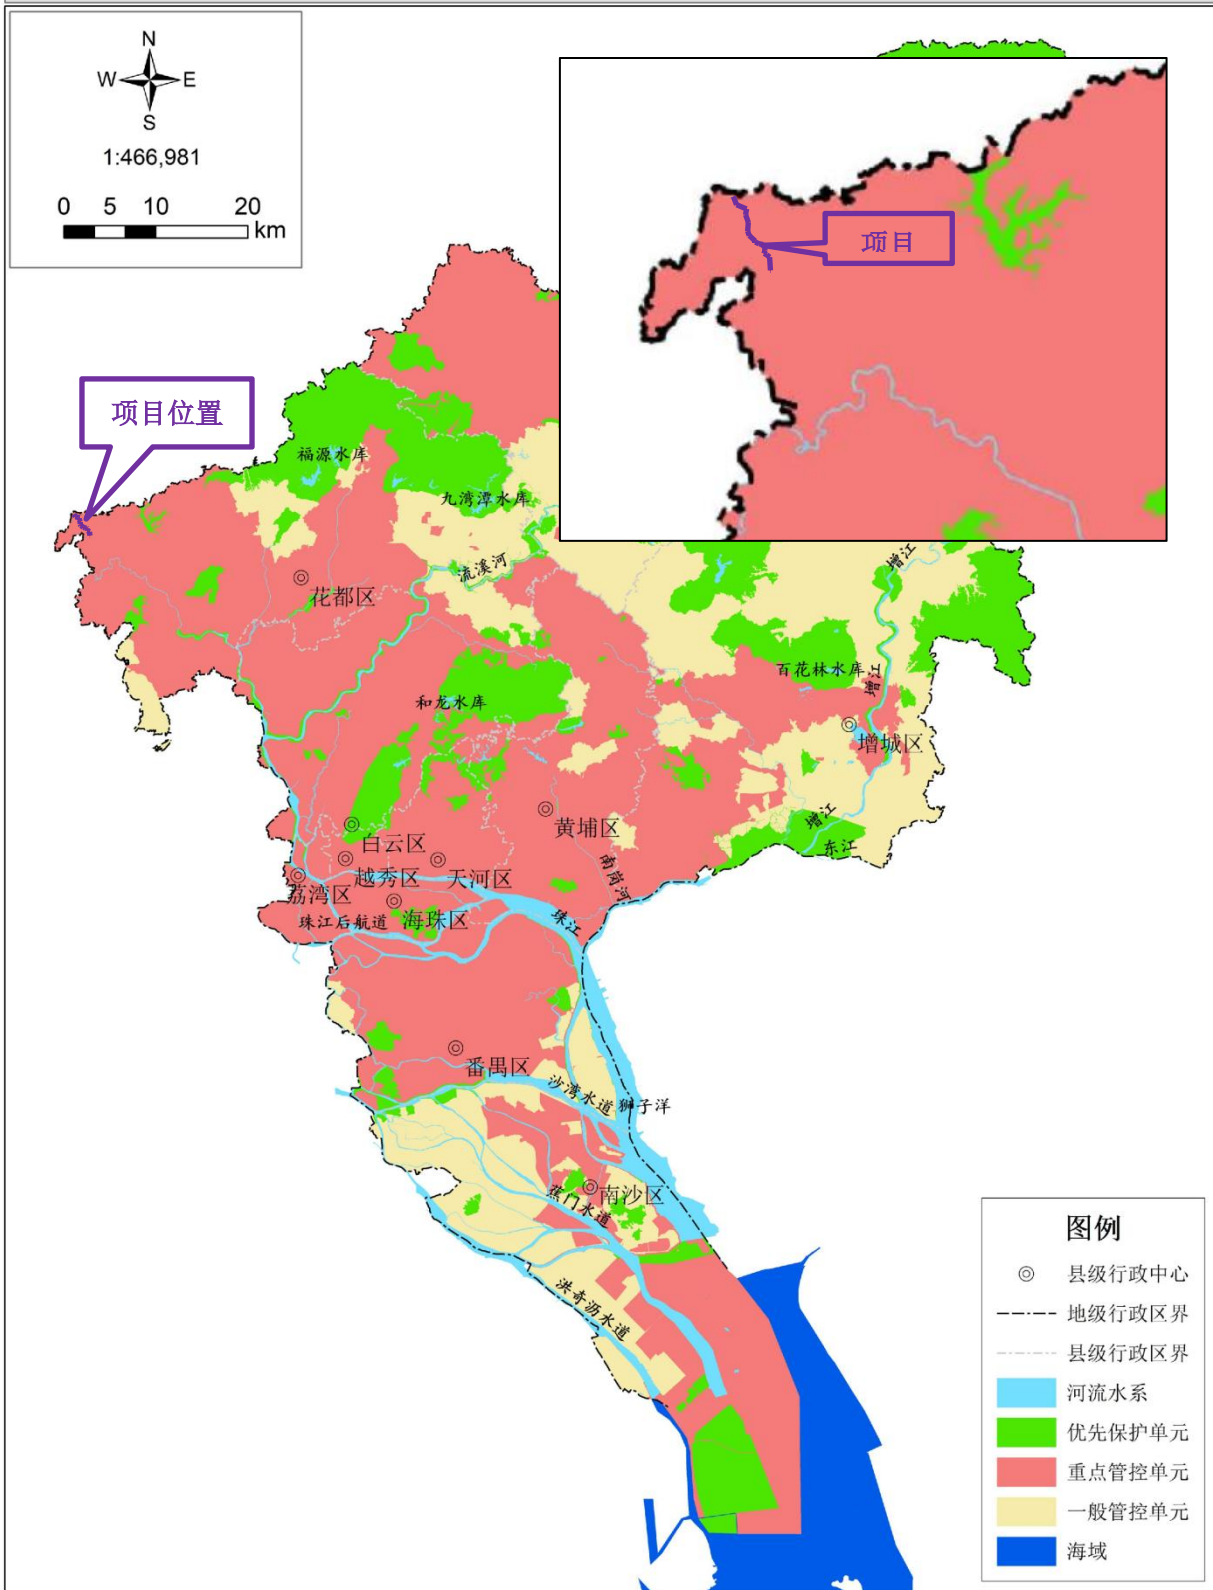 N
W E
S
1:466,981
0 5 10 20
km
项目
项目位置
福源水库
九湾潭水库
流溪河
增江
花都区
百花林水库
增江
和龙水库
增城区
增江
东江
黄埔区
白云区
越秀区
天河区
南岗河
荔湾区
海珠区
珠江后航道
珠江
番禺区
沙湾水道
狮子洋
南沙区
蕉门水道
洪奇沥水道
图例
县级行政中心
地级行政区界
县级行政区界
河流水系
优先保护单元
重点管控单元
一般管控单元
海域